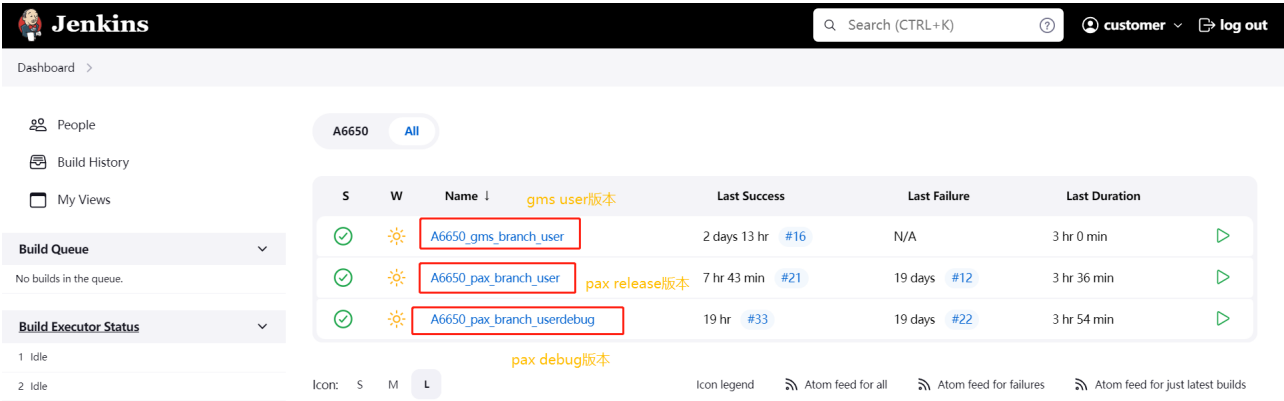 Jenkins
Search (CTRL+K)
customer
log out
Dashboard
People
Build History
My Views
Build Queue
No builds in the queue.
Build Executor Status
1 Idle
2 Idle
A6650 All
S W Name ↓ Last Success Last Failure Last Duration
gms user版本
A6650_gms_branch_user 2 days 13 hr #16 N/A 3 hr 0 min
A6650_pax_branch_user pax release版本 7 hr 43 min #21 19 days #12 3 hr 36 min
A6650_pax_branch_userdebug 19 hr #33 19 days #22 3 hr 54 min
pax debug版本
Icon: S M L
Icon legend Atom feed for all Atom feed for failures Atom feed for just latest builds